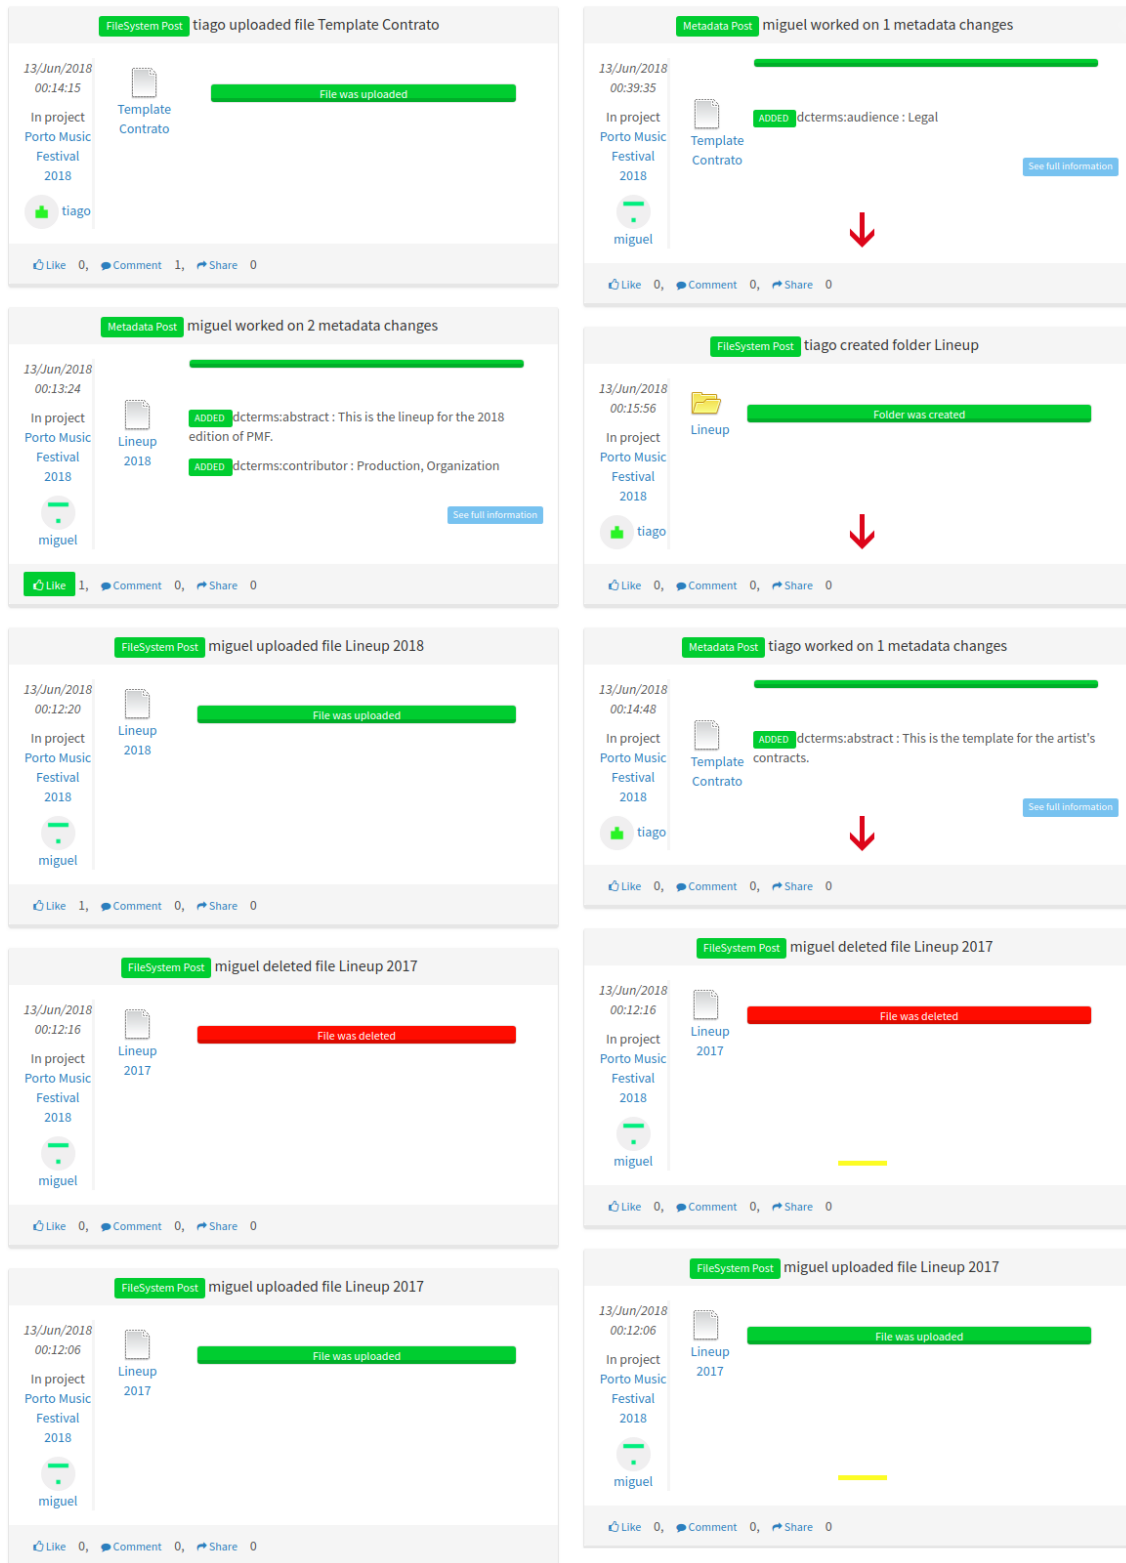 FileSystem Post tiago uploaded file Template Contrato
13/Jun/2018
00:14:15
In project
Porto Music
Festival
2018
tiago
Template
Contrato
File was uploaded
Like 0, Comment 1, Share 0
Metadata Post miguel worked on 2 metadata changes
13/Jun/2018
00:13:24
In project
Porto Music
Festival
2018
miguel
Lineup
2018
ADDED dcterms:abstract : This is the lineup for the 2018
edition of PMF.
ADDED dcterms:contributor : Production, Organization
See full information
Like 1, Comment 0, Share 0
FileSystem Post miguel uploaded file Lineup 2018
13/Jun/2018
00:12:20
In project
Porto Music
Festival
2018
miguel
Lineup
2018
File was uploaded
Like 1, Comment 0, Share 0
FileSystem Post miguel deleted file Lineup 2017
13/Jun/2018
00:12:16
In project
Porto Music
Festival
2018
miguel
Lineup
2017
File was deleted
Like 0, Comment 0, Share 0
FileSystem Post miguel uploaded file Lineup 2017
13/Jun/2018
00:12:06
In project
Porto Music
Festival
2018
miguel
Lineup
2017
File was uploaded
Like 0, Comment 0, Share 0
Metadata Post miguel worked on 1 metadata changes
13/Jun/2018
00:39:35
In project
Porto Music
Festival
2018
miguel
Template
Contrato
ADDED dcterms:audience : Legal
See full information
Like 0, Comment 0, Share 0
FileSystem Post tiago created folder Lineup
13/Jun/2018
00:15:56
In project
Porto Music
Festival
2018
tiago
Lineup
Folder was created
Like 0, Comment 0, Share 0
Metadata Post tiago worked on 1 metadata changes
13/Jun/2018
00:14:48
In project
Porto Music
Festival
2018
tiago
Template
Contrato
ADDED dcterms:abstract : This is the template for the artist's
contracts.
See full information
Like 0, Comment 0, Share 0
FileSystem Post miguel deleted file Lineup 2017
13/Jun/2018
00:12:16
In project
Porto Music
Festival
2018
miguel
Lineup
2017
File was deleted
Like 0, Comment 0, Share 0
FileSystem Post miguel uploaded file Lineup 2017
13/Jun/2018
00:12:06
In project
Porto Music
Festival
2018
miguel
Lineup
2017
File was uploaded
Like 0, Comment 0, Share 0